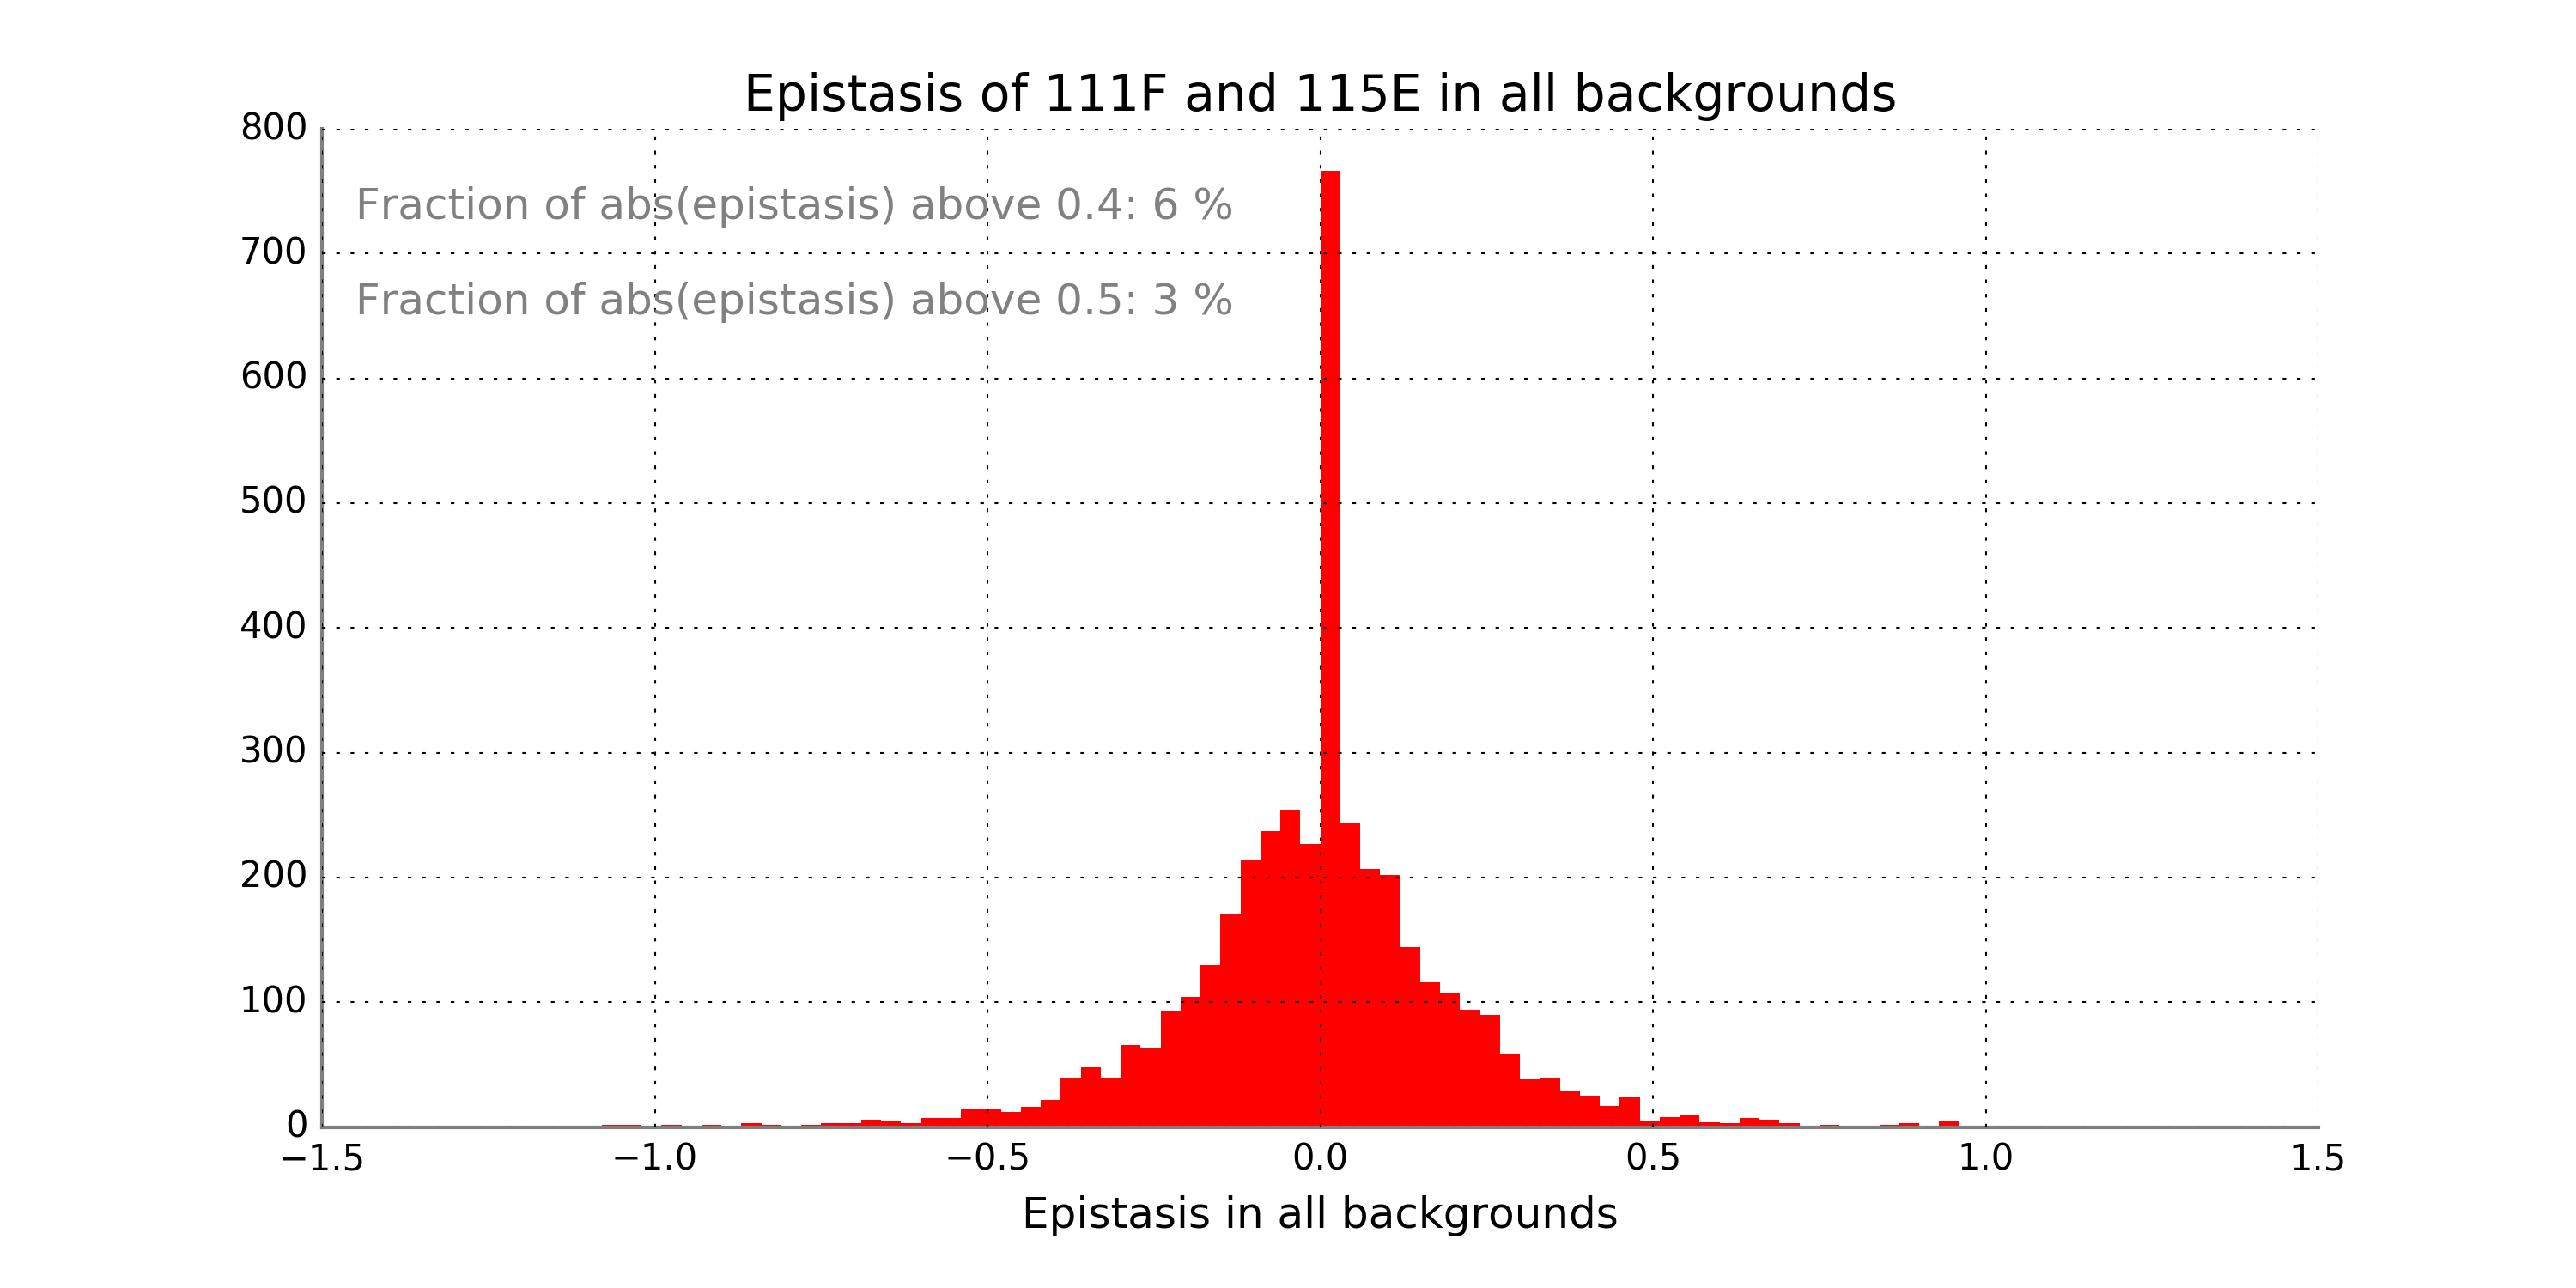 Epistasis of 111F and 115E in all backgrounds
800
700
600
500
400
300
200
100
0
Fraction of abs(epistasis) above 0.4: 6 %
Fraction of abs(epistasis) above 0.5: 3 %
−1.5 −1.0 −0.5 0.0 0.5 1.0 1.5
Epistasis in all backgrounds